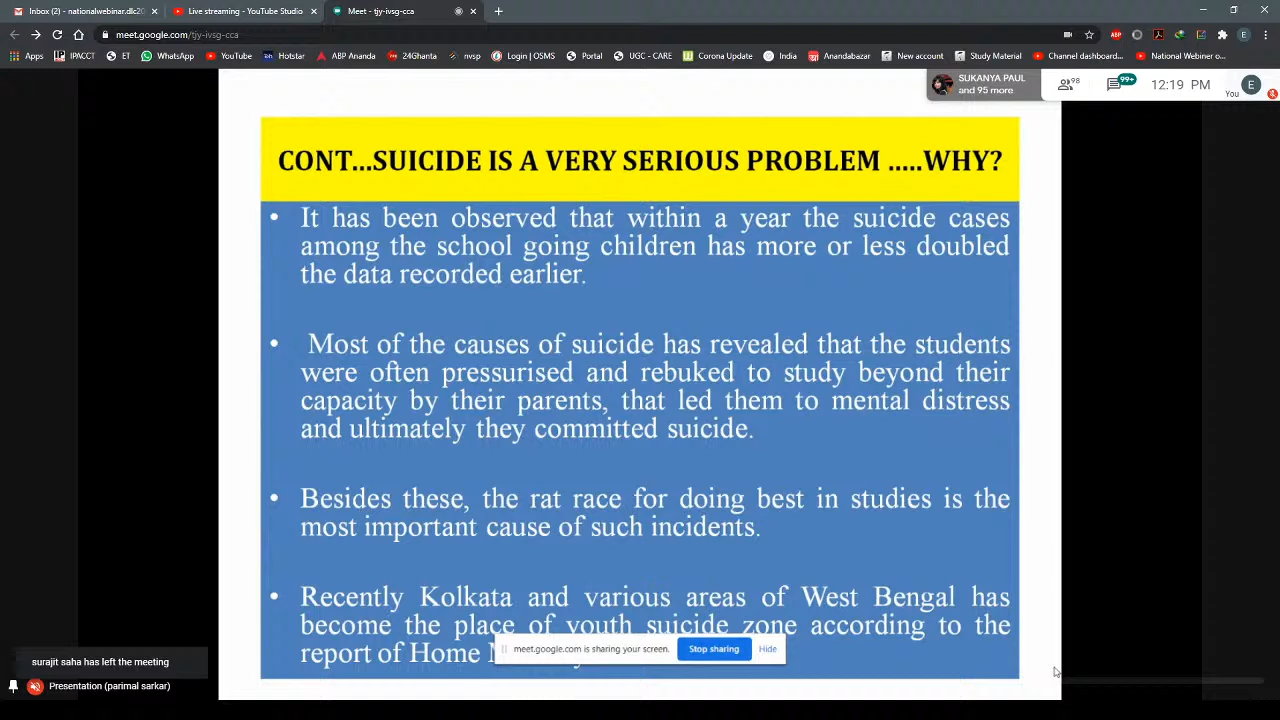 Inbox (2) - nationalwebinar.dlc20
Live streaming - YouTube Studio
Meet - tjy-ivsg-cca
meet.google.com/tjy-ivsg-cca
Apps
IPACCT
ET
WhatsApp
YouTube
Hotstar
ABP Ananda
24Ghanta
nvsp
Login | OSMS
Portal
UGC - CARE
Corona Update
India
Anandabazar
New account
Study Material
Channel dashboard...
National Webinar o...
SUKANYA PAUL
and 95 more
98
99+
12:19 PM
You
E
CONT...SUICIDE IS A VERY SERIOUS PROBLEM .....WHY?
• It has been observed that within a year the suicide cases
among the school going children has more or less doubled
the data recorded earlier.
• Most of the causes of suicide has revealed that the students
were often pressurised and rebuked to study beyond their
capacity by their parents, that led them to mental distress
and ultimately they committed suicide.
• Besides these, the rat race for doing best in studies is the
most important cause of such incidents.
• Recently Kolkata and various areas of West Bengal has
become the place of youth suicide zone according to the
report of Home
meet.google.com is sharing your screen.
Stop sharing
Hide
surajit saha has left the meeting
Presentation (parimal sarkar)